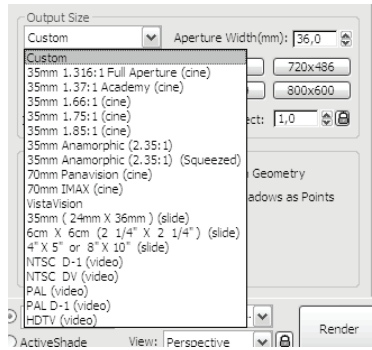 Output Size
Custom Aperture Width(mm): 36,0
Custom 720x486
35mm 1.316:1 Full Aperture (cine)
35mm 1.37:1 Academy (cine) 800x600
35mm 1.66:1 (cine)
35mm 1.75:1 (cine) 1,0
35mm 1.85:1 (cine)
35mm Anamorphic (2.35:1)
35mm Anamorphic (2.35:1) (Squeezed)
70mm Panavision (cine) Geometry
70mm IMAX (cine) as Points
VistaVision
35mm ( 24mm X 36mm ) (slide)
6cm X 6cm (2 1/4" X 2 1/4") (slide)
4" X 5" or 8" X 10" (slide)
NTSC D-1 (video)
NTSC DV (video)
PAL (video)
PAL D-1 (video)
HDTV (video)
Render
ActiveShade View: Perspective